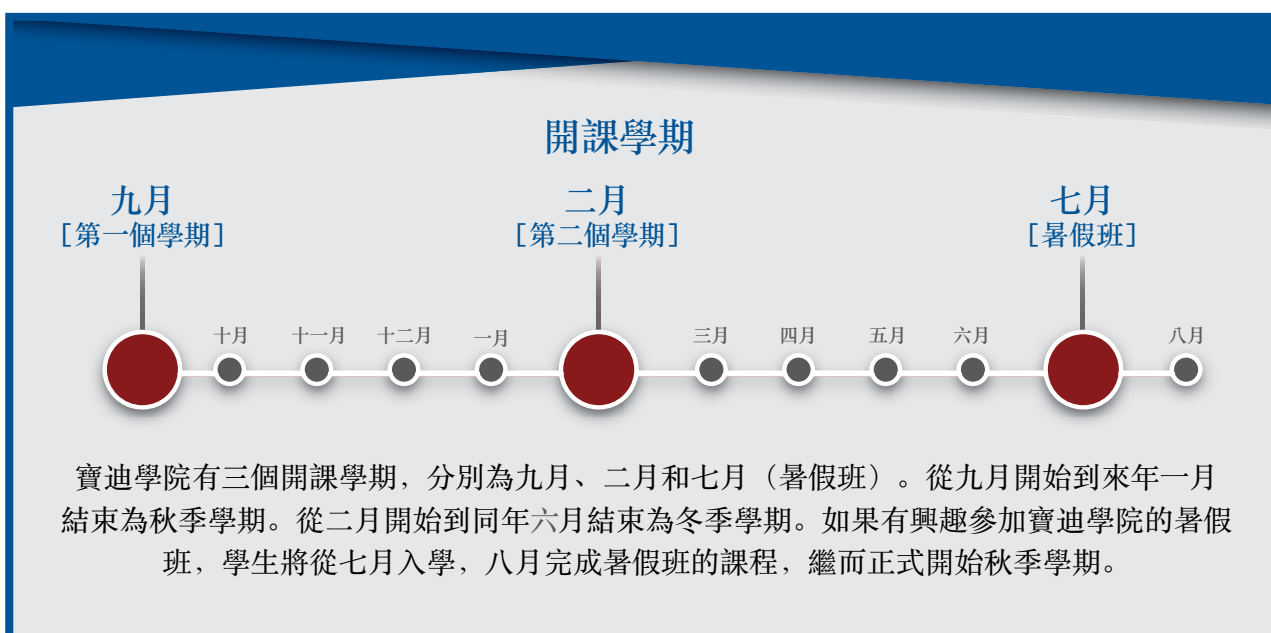 開課學期
九月
[第一個學期]
二月
[第二個學期]
七月
[暑假班]
十月
十一月
十二月
一月
三月
四月
五月
六月
八月
寶迪學院有三個開課學期，分別為九月、二月和七月（暑假班）。從九月開始到來年一月
結束為秋季學期。從二月開始到同年六月結束為冬季學期。如果有興趣參加寶迪學院的暑假
班，學生將從七月入學，八月完成暑假班的課程，繼而正式開始秋季學期。